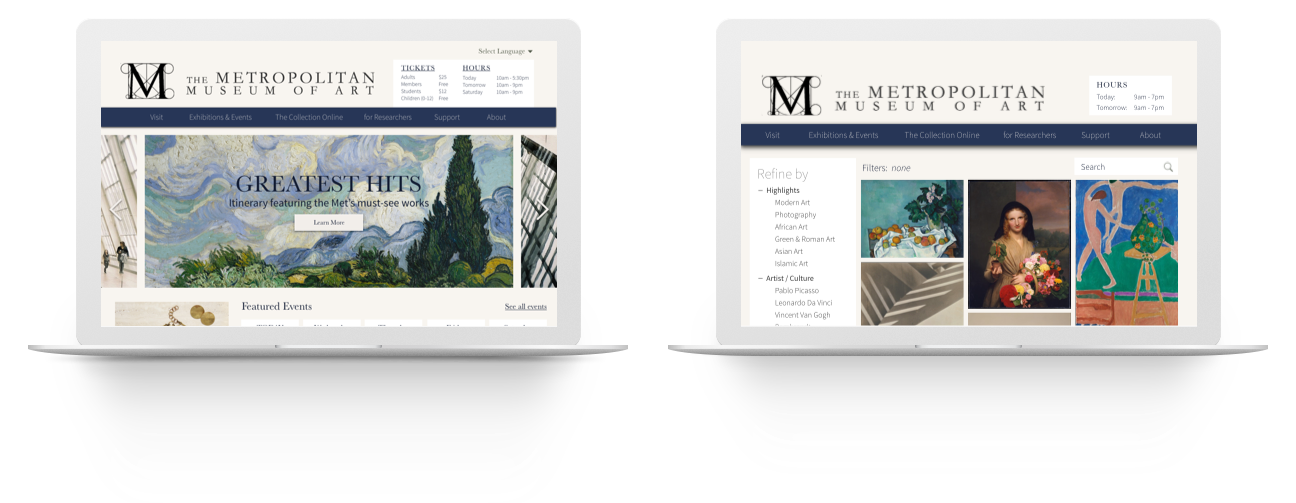 Select Language
M
THE METROPOLITAN
MUSEUM OF ART
TICKETS
Adults $25
Members Free
Students $12
Children (0-12) Free
HOURS
Today 10am - 5:30pm
Tomorrow 10am - 9pm
Saturday 10am - 9pm
Visit Exhibitions & Events The Collection Online for Researchers Support About
GREATEST HITS
Itinerary featuring the Met's must-see works
Learn More
Featured Events
See all events
M
THE METROPOLITAN
MUSEUM OF ART
HOURS
Today: 9am - 7pm
Tomorrow: 9am - 7pm
Visit Exhibitions & Events The Collection Online for Researchers Support About
Refine by
− Highlights
Modern Art
Photography
African Art
Green & Roman Art
Asian Art
Islamic Art
− Artist / Culture
Pablo Picasso
Leonardo Da Vinci
Vincent Van Gogh
Filters: none
Search